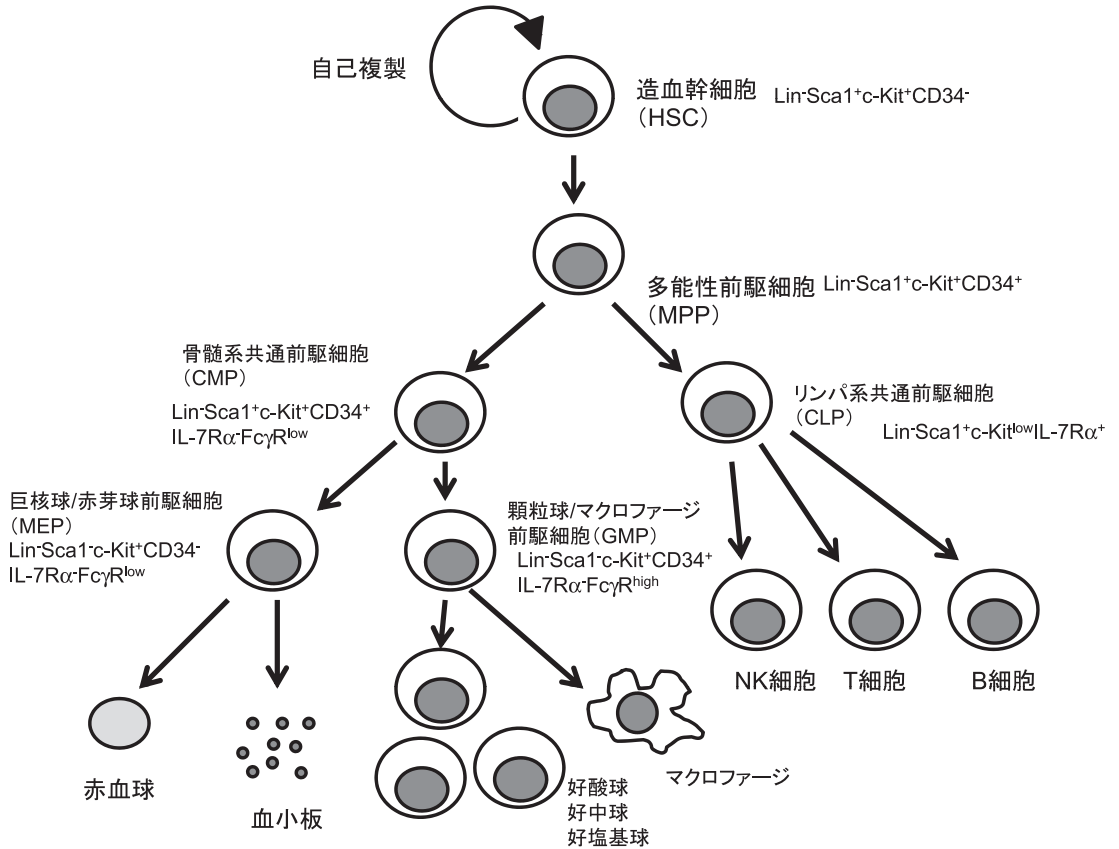 自己複製
造血幹細胞 Lin⁻Sca1⁺c-Kit⁺CD34⁻
(HSC)
多能性前駆細胞 Lin⁻Sca1⁺c-Kit⁺CD34⁺
(MPP)
骨髄系共通前駆細胞
(CMP)
Lin⁻Sca1⁺c-Kit⁺CD34⁺
IL-7Rα⁻FcγRˡᵒʷ
リンパ系共通前駆細胞
(CLP)
Lin⁻Sca1⁺c-KitˡᵒʷIL-7Rα⁺
巨核球/赤芽球前駆細胞
(MEP)
Lin⁻Sca1⁻c-Kit⁺CD34⁻
IL-7Rα⁻FcγRˡᵒʷ
顆粒球/マクロファージ
前駆細胞(GMP)
Lin⁻Sca1⁻c-Kit⁺CD34⁺
IL-7Rα⁻FcγRʰⁱᵍʰ
NK細胞
T細胞
B細胞
赤血球
血小板
好酸球
好中球
好塩基球
マクロファージ